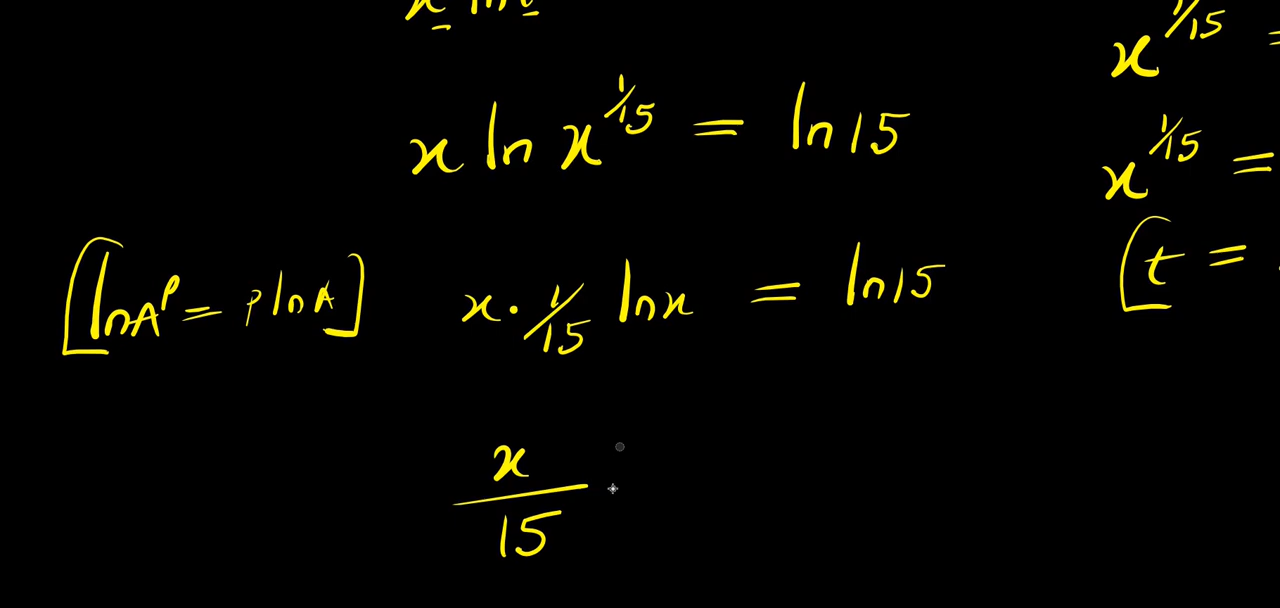 x ln x^1/15 = ln 15
x^1/15 =
x^1/15 =
[ln A^p = p ln A] x · 1/15 ln x = ln 15
[t =
x
15